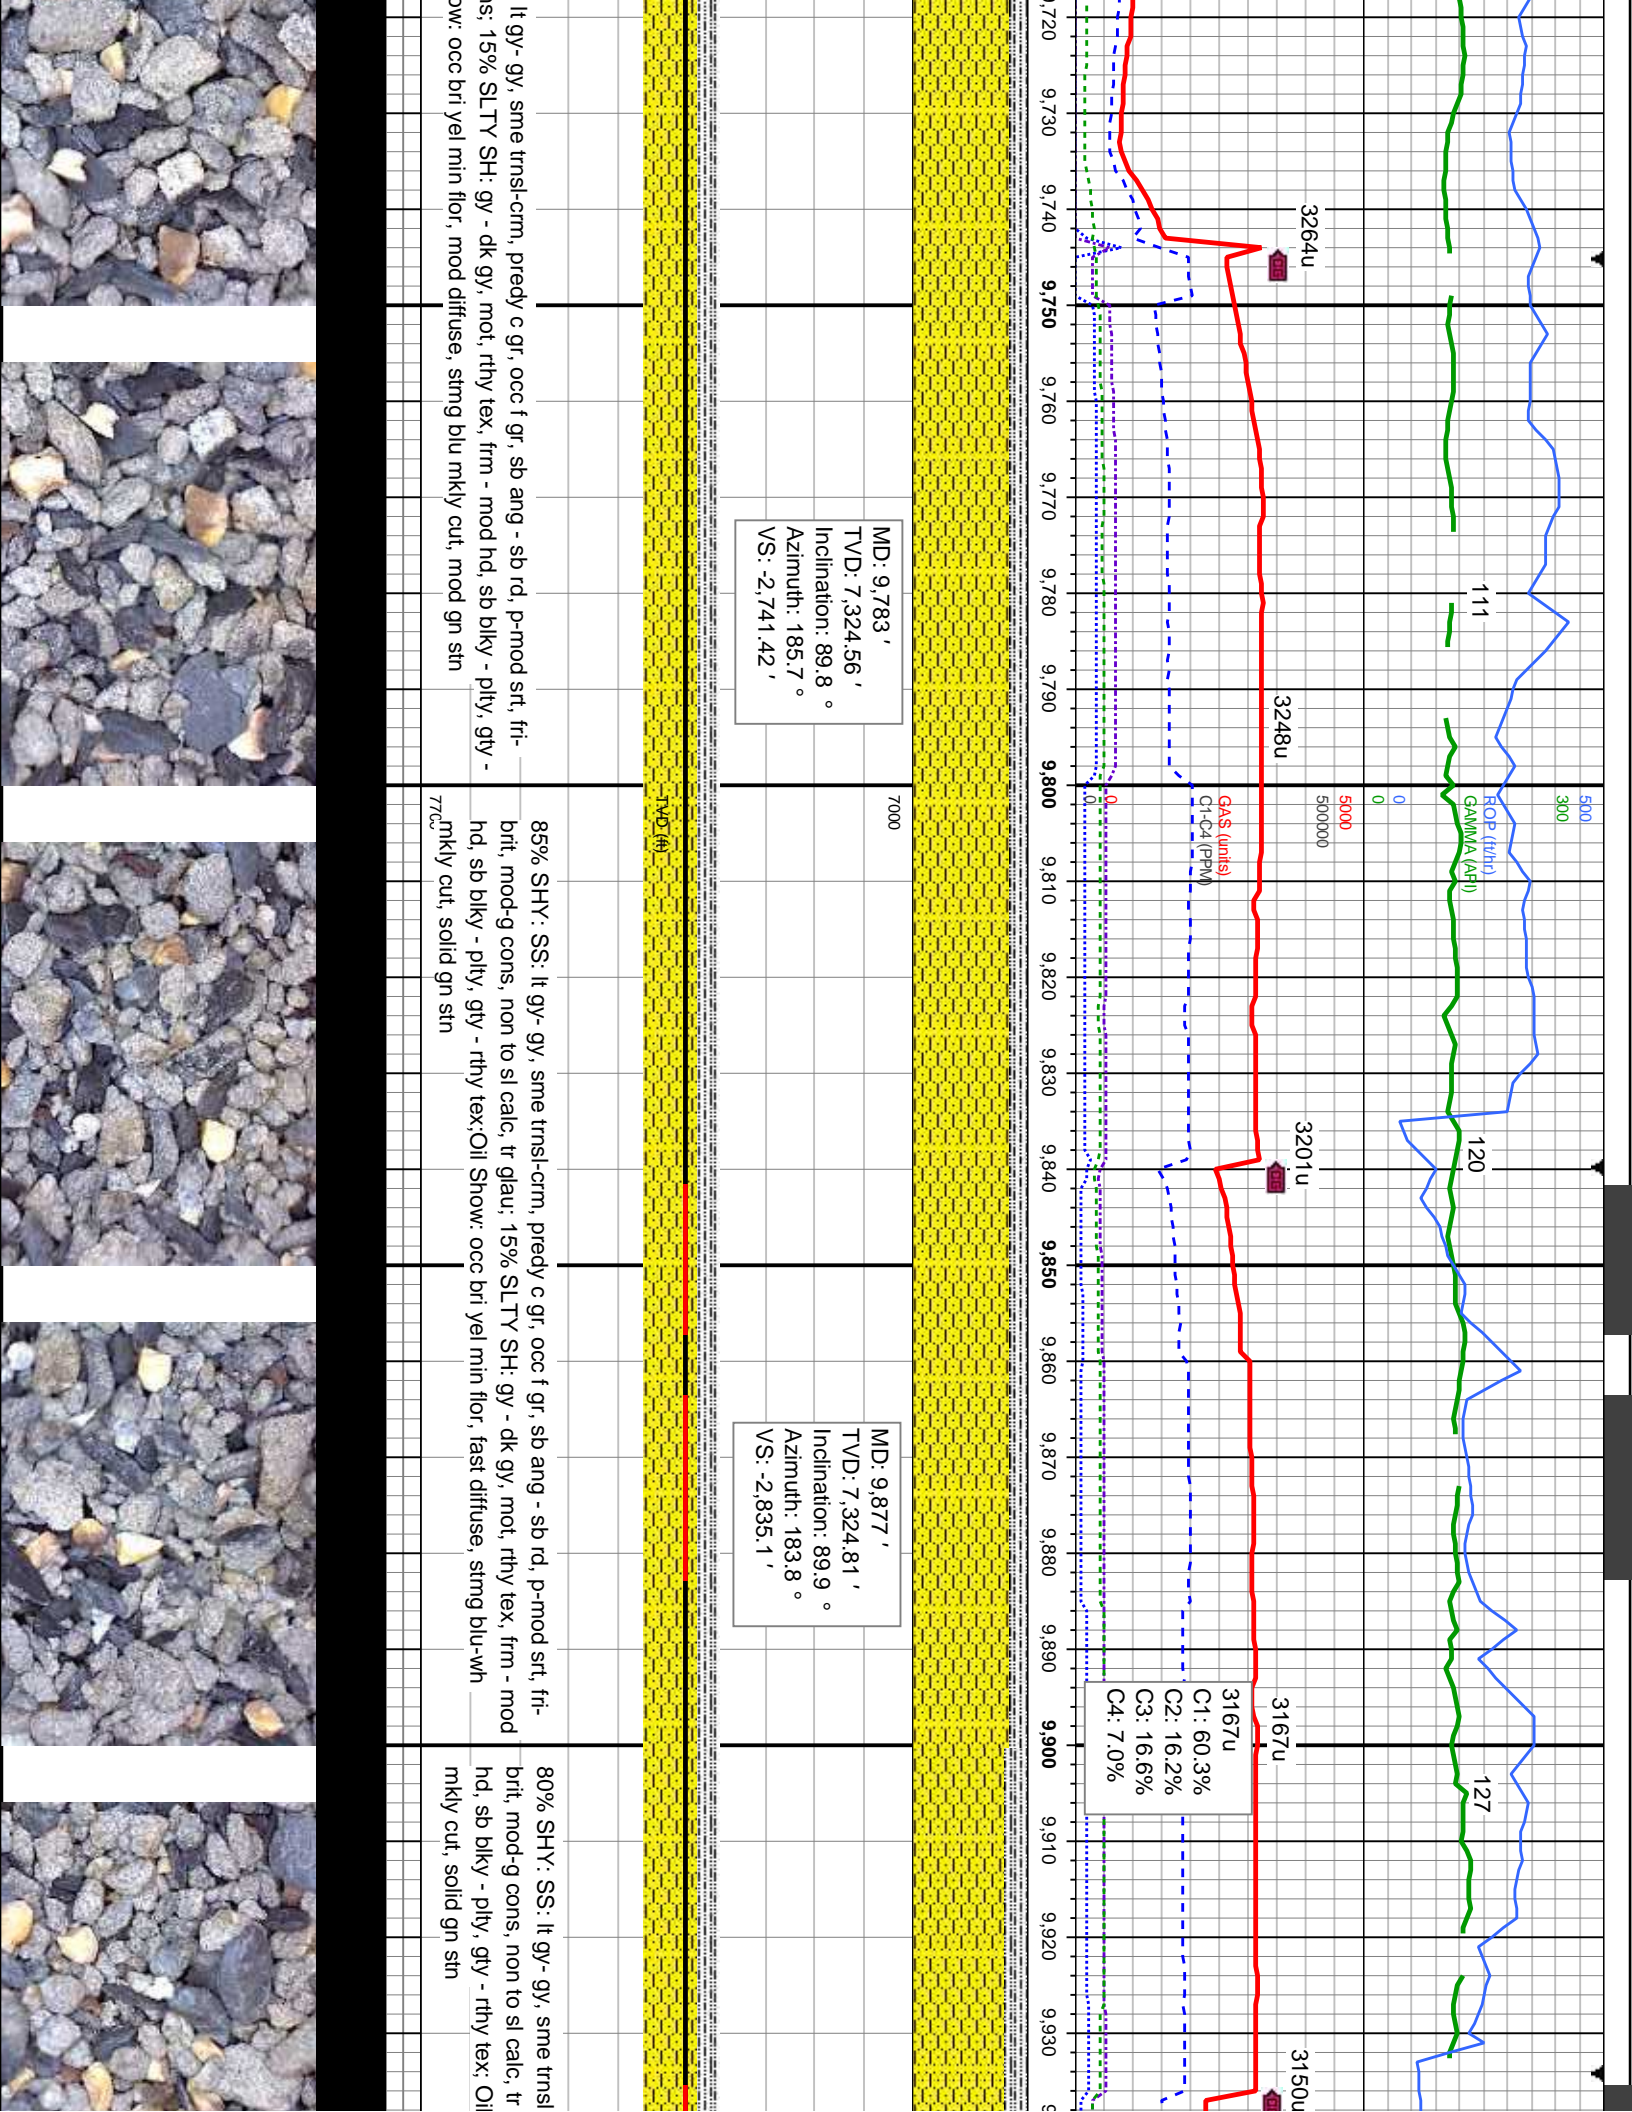 9,720
9,730
9,740
9,750
9,760
9,770
9,780
9,790
9,800
9,810
9,820
9,830
9,840
9,850
9,860
9,870
9,880
9,890
9,900
9,910
9,920
9,930
3264u
3248u
3201u
3167u
3150u
111
120
127
500
300
ROP (ft/hr)
GAMMA (API)
0
0
5000
500000
GAS (units)
C1-C4 (PPM)
0
0
3167u
C1: 60.3%
C2: 16.2%
C3: 16.6%
C4: 7.0%
MD: 9,783 '
TVD: 7,324.56 '
Inclination: 89.8 °
Azimuth: 185.7 °
VS: -2,741.42 '
MD: 9,877 '
TVD: 7,324.81 '
Inclination: 89.9 °
Azimuth: 183.8 °
VS: -2,835.1 '
7000
TVD (ft)
lt gy- gy, sme trnsl-crm, predy c gr, occ f gr, sb ang - sb rd, p-mod srt, fri-
15% SLTY SH: gy - dk gy, mot, rthy tex, frm - mod hd, sb blky - plty, gty -
occ bri yel min flor, mod diffuse, stmg blu mkly cut, mod gn stn
85% SHY: SS: lt gy- gy, sme trnsl-crm, predy c gr, occ f gr, sb ang - sb rd, p-mod srt, fri-
brit, mod-g cons, non to sl calc, tr glau; 15% SLTY SH: gy - dk gy, mot, rthy tex, frm - mod
hd, sb blky - plty, gty - rthy tex;Oil Show: occ bri yel min flor, fast diffuse, stmg blu-wh
mkly cut, solid gn stn
80% SHY: SS: lt gy- gy, sme trnsl
brit, mod-g cons, non to sl calc, tr
hd, sb blky - plty, gty - rthy tex; Oil
mkly cut, solid gn stn